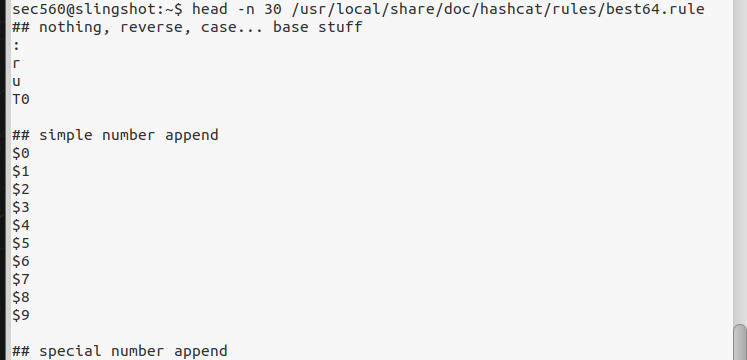 sec560@slingshot:~$ head -n 30 /usr/local/share/doc/hashcat/rules/best64.rule
## nothing, reverse, case... base stuff
:
r
u
T0
## simple number append
$0
$1
$2
$3
$4
$5
$6
$7
$8
$9
## special number append